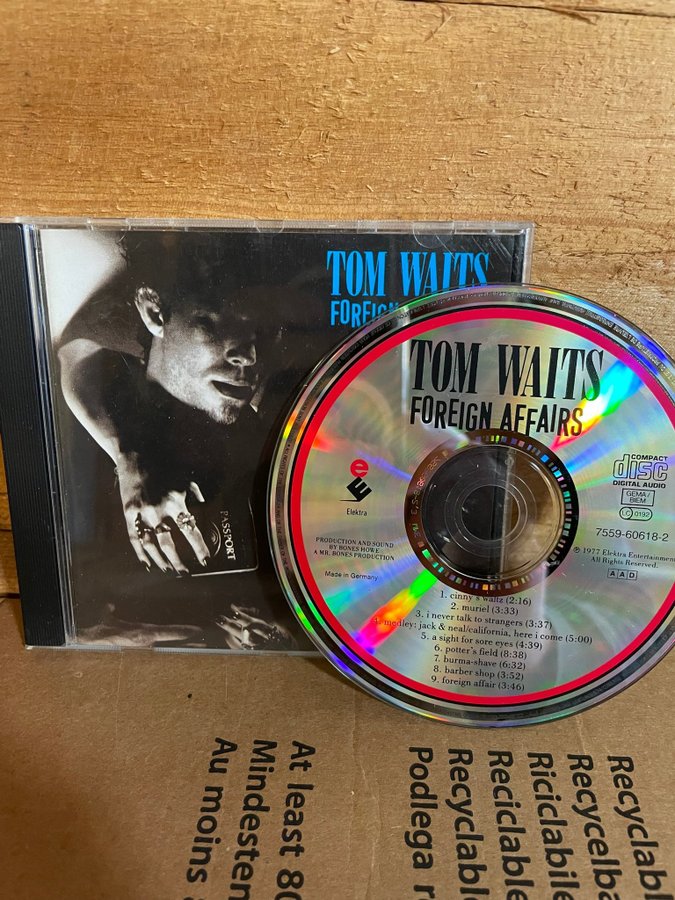 TOM WAITS
FOREIGN
PASSPORT
TOM WAITS
FOREIGN AFFAIRS
Elektra
COMPACT
disc
DIGITAL AUDIO
GEMA/
BIEM
LC 0192
7559-60618-2
PRODUCTION AND SOUND
BY BONES HOWE
A MR. BONES PRODUCTION
Made in Germany
℗ 1977 Elektra Entertainment
All Rights Reserved.
AAD
1. cinny's waltz (2:16)
2. muriel (3:33)
3. i never talk to strangers (3:37)
4. medley: jack & neal/california, here i come (5:00)
5. a sight for sore eyes (4:39)
6. potter's field (8:38)
7. burma-shave (6:32)
8. barber shop (3:52)
9. foreign affair (3:46)
At least 80
Mindesten
Au moins
Recyclabl
Recycelba
Riciclabile
Reciclable
Recyclable
Podlega r